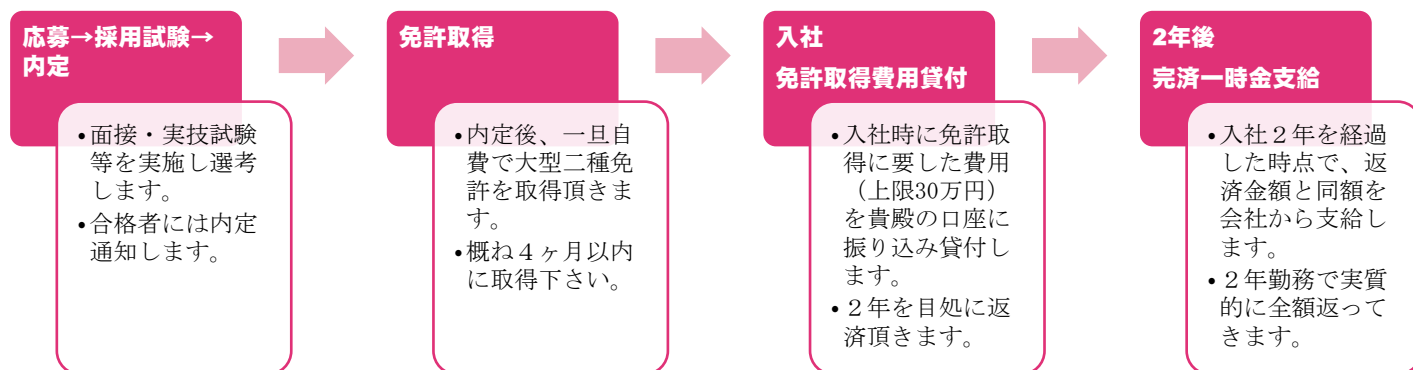 応募→採用試験→
内定
•面接・実技試験
等を実施し選考
します。
•合格者には内定
通知します。
免許取得
•内定後、一旦自
費で大型二種免
許を取得頂きま
す。
•概ね４ヶ月以内
に取得下さい。
入社
免許取得費用貸付
•入社時に免許取
得に要した費用
（上限30万円）
を貴殿の口座に
振り込み貸付し
ます。
•２年を目処に返
済頂きます。
2年後
完済一時金支給
•入社２年を経過
した時点で、返
済金額と同額を
会社から支給し
ます。
•２年勤務で実質
的に全額返って
きます。